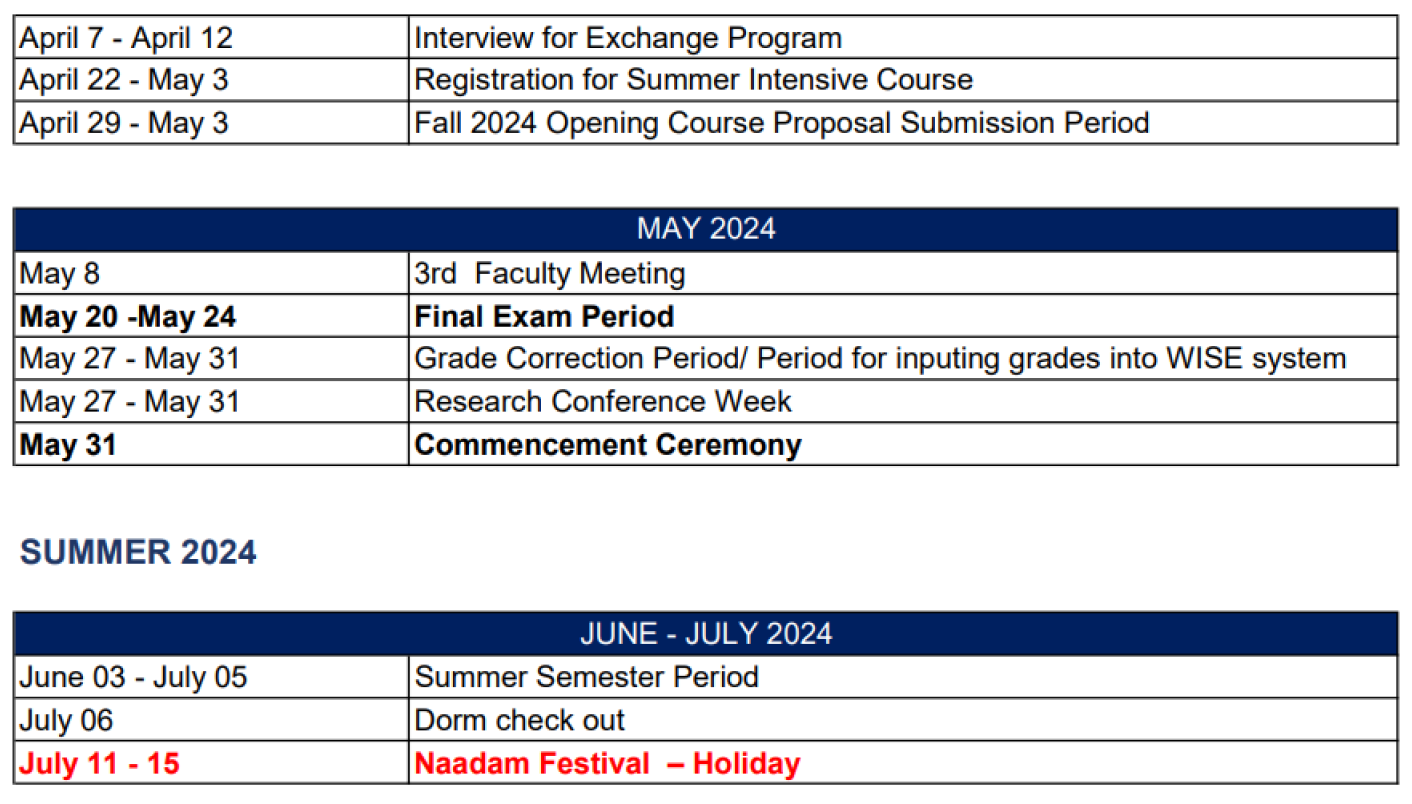 April 7 - April 12 Interview for Exchange Program
April 22 - May 3 Registration for Summer Intensive Course
April 29 - May 3 Fall 2024 Opening Course Proposal Submission Period
MAY 2024
May 8 3rd  Faculty Meeting
May 20 -May 24 Final Exam Period
May 27 - May 31 Grade Correction Period/ Period for inputing grades into WISE system
May 27 - May 31 Research Conference Week
May 31 Commencement Ceremony
SUMMER 2024
JUNE - JULY 2024
June 03 - July 05 Summer Semester Period
July 06 Dorm check out
July 11 - 15 Naadam Festival  – Holiday